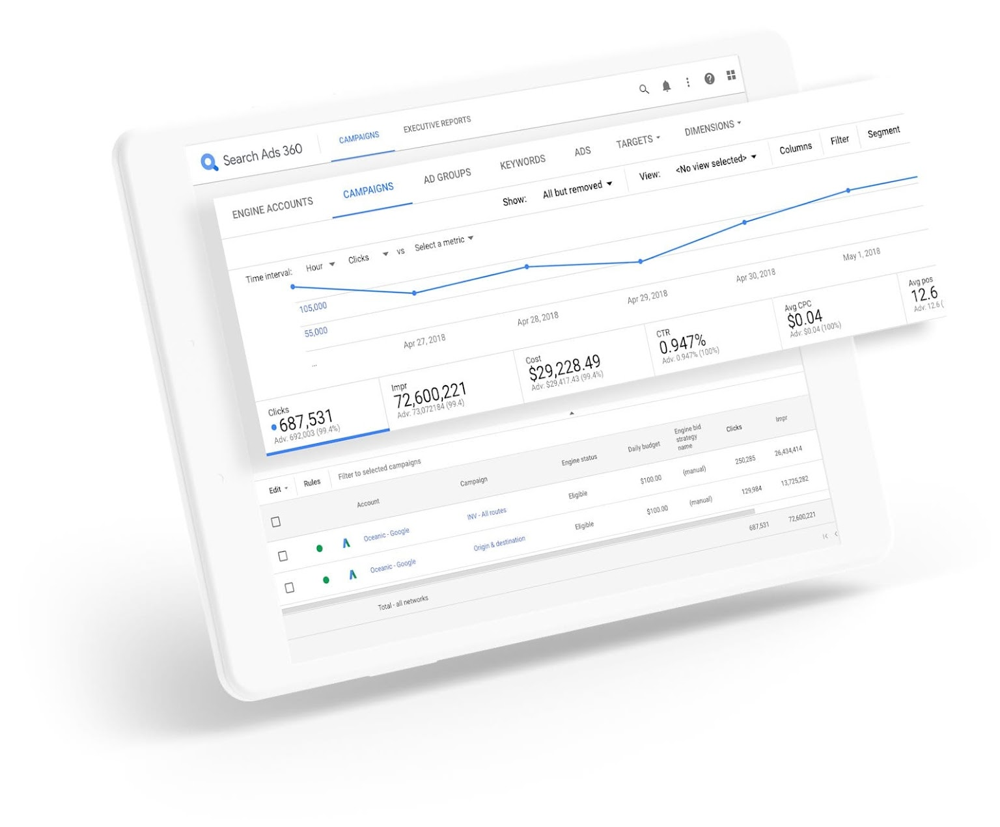 Search Ads 360
CAMPAIGNS
EXECUTIVE REPORTS
ENGINE ACCOUNTS
CAMPAIGNS
AD GROUPS
KEYWORDS
ADS
TARGETS
DIMENSIONS
Show:
All but removed
View:
<No view selected>
Columns
Filter
Segment
Time interval:
Hour
Clicks
vs
Select a metric
105,000
55,000
...
Apr 27, 2018
Apr 28, 2018
Apr 29, 2018
Apr 30, 2018
May 1, 2018
Clicks
687,531
Adv: 692,003 (99.4%)
Impr
72,600,221
Adv: 73,072184 (99.4)
Cost
$29,228.49
Adv: $29,417.43 (99.4%)
CTR
0.947%
Adv: 0.947% (100%)
Avg CPC
$0.04
Adv: $0.04 (100%)
Avg pos
12.6
Adv: 12.6 (
Edit
Rules
Filter to selected campaigns
Account
Campaign
Engine status
Daily budget
Engine bid
strategy
name
Clicks
Impr
Oceanic - Google
INV - All routes
Eligible
$100.00
(manual)
250,285
26,434,414
Oceanic - Google
Origin & destination
Eligible
$100.00
(manual)
129,984
13,725,282
Total - all networks
687,531
72,600,221